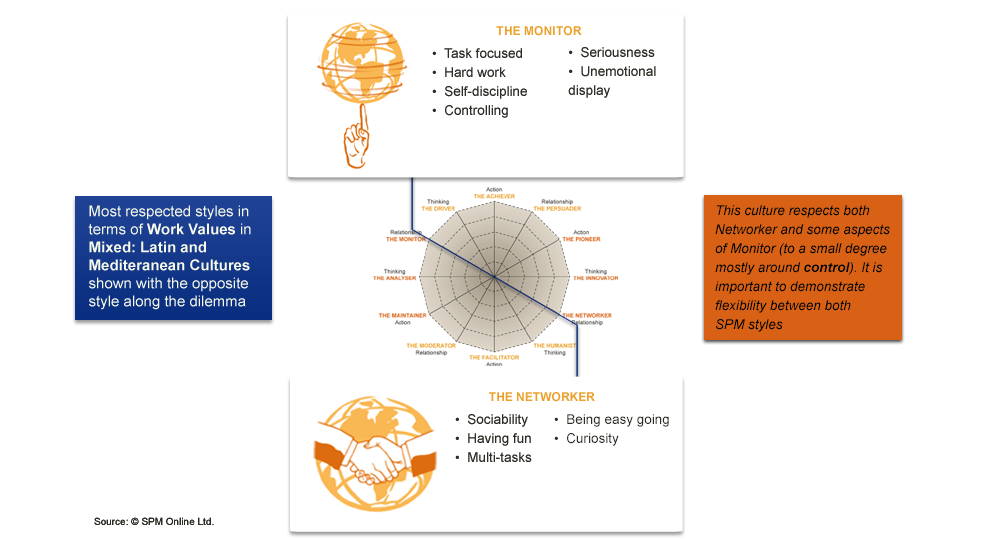 THE MONITOR
• Task focused
• Hard work
• Self-discipline
• Controlling
• Seriousness
• Unemotional
display
Most respected styles in
terms of Work Values in
Mixed: Latin and
Mediteranean Cultures
shown with the opposite
style along the dilemma
Action
THE ACHIEVER
Thinking
THE DRIVER
Relationship
THE PERSUADER
Relationship
THE MONITOR
Action
THE PIONEER
Thinking
THE ANALYSER
Thinking
THE INNOVATOR
THE MAINTAINER
Action
THE NETWORKER
Relationship
THE MODERATOR
Relationship
THE HUMANIST
Thinking
THE FACILITATOR
Action
This culture respects both
Networker and some aspects
of Monitor (to a small degree
mostly around control). It is
important to demonstrate
flexibility between both
SPM styles
THE NETWORKER
• Sociability
• Having fun
• Multi-tasks
• Being easy going
• Curiosity
Source: © SPM Online Ltd.